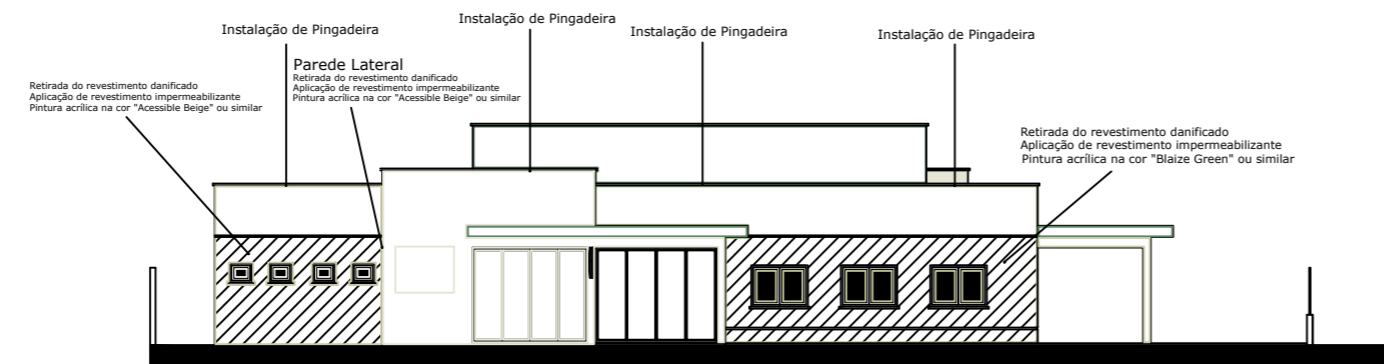 Instalação de Pingadeira
Instalação de Pingadeira
Instalação de Pingadeira
Instalação de Pingadeira
Retirada do revestimento danificado
Aplicação de revestimento impermeabilizante
Pintura acrílica na cor "Acessible Beige" ou similar
Parede Lateral
Retirada do revestimento danificado
Aplicação de revestimento impermeabilizante
Pintura acrílica na cor "Acessible Beige" ou similar
Retirada do revestimento danificado
Aplicação de revestimento impermeabilizante
Pintura acrílica na cor "Blaize Green" ou similar